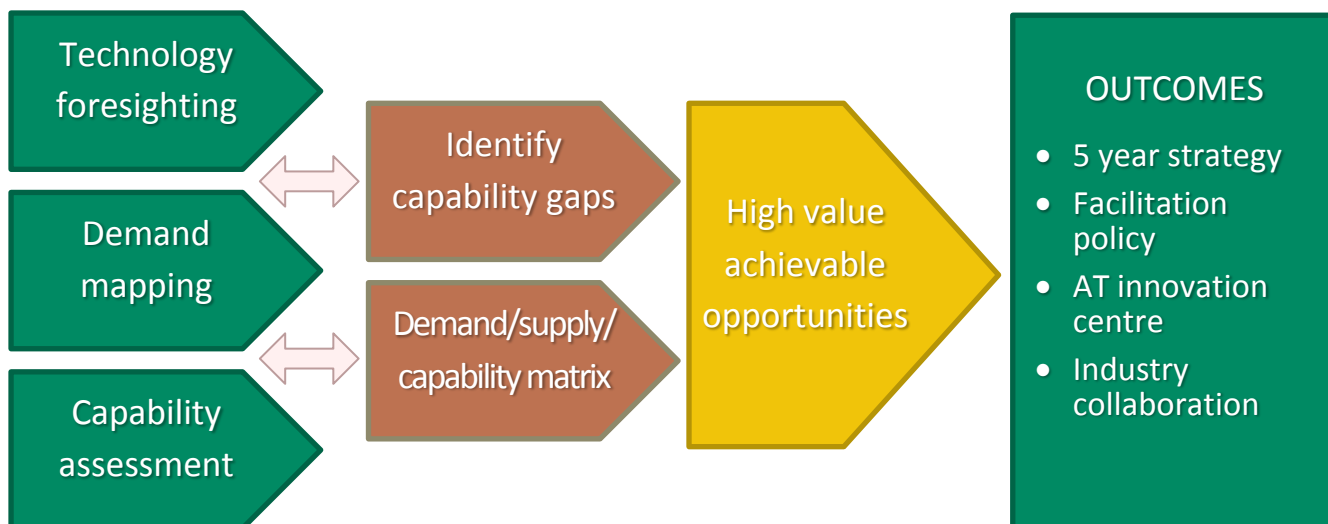 Technology
foresighting
Demand
mapping
Capability
assessment
Identify
capability gaps
Demand/supply/
capability matrix
High value
achievable
opportunities
OUTCOMES
• 5 year strategy
• Facilitation
policy
• AT innovation
centre
• Industry
collaboration